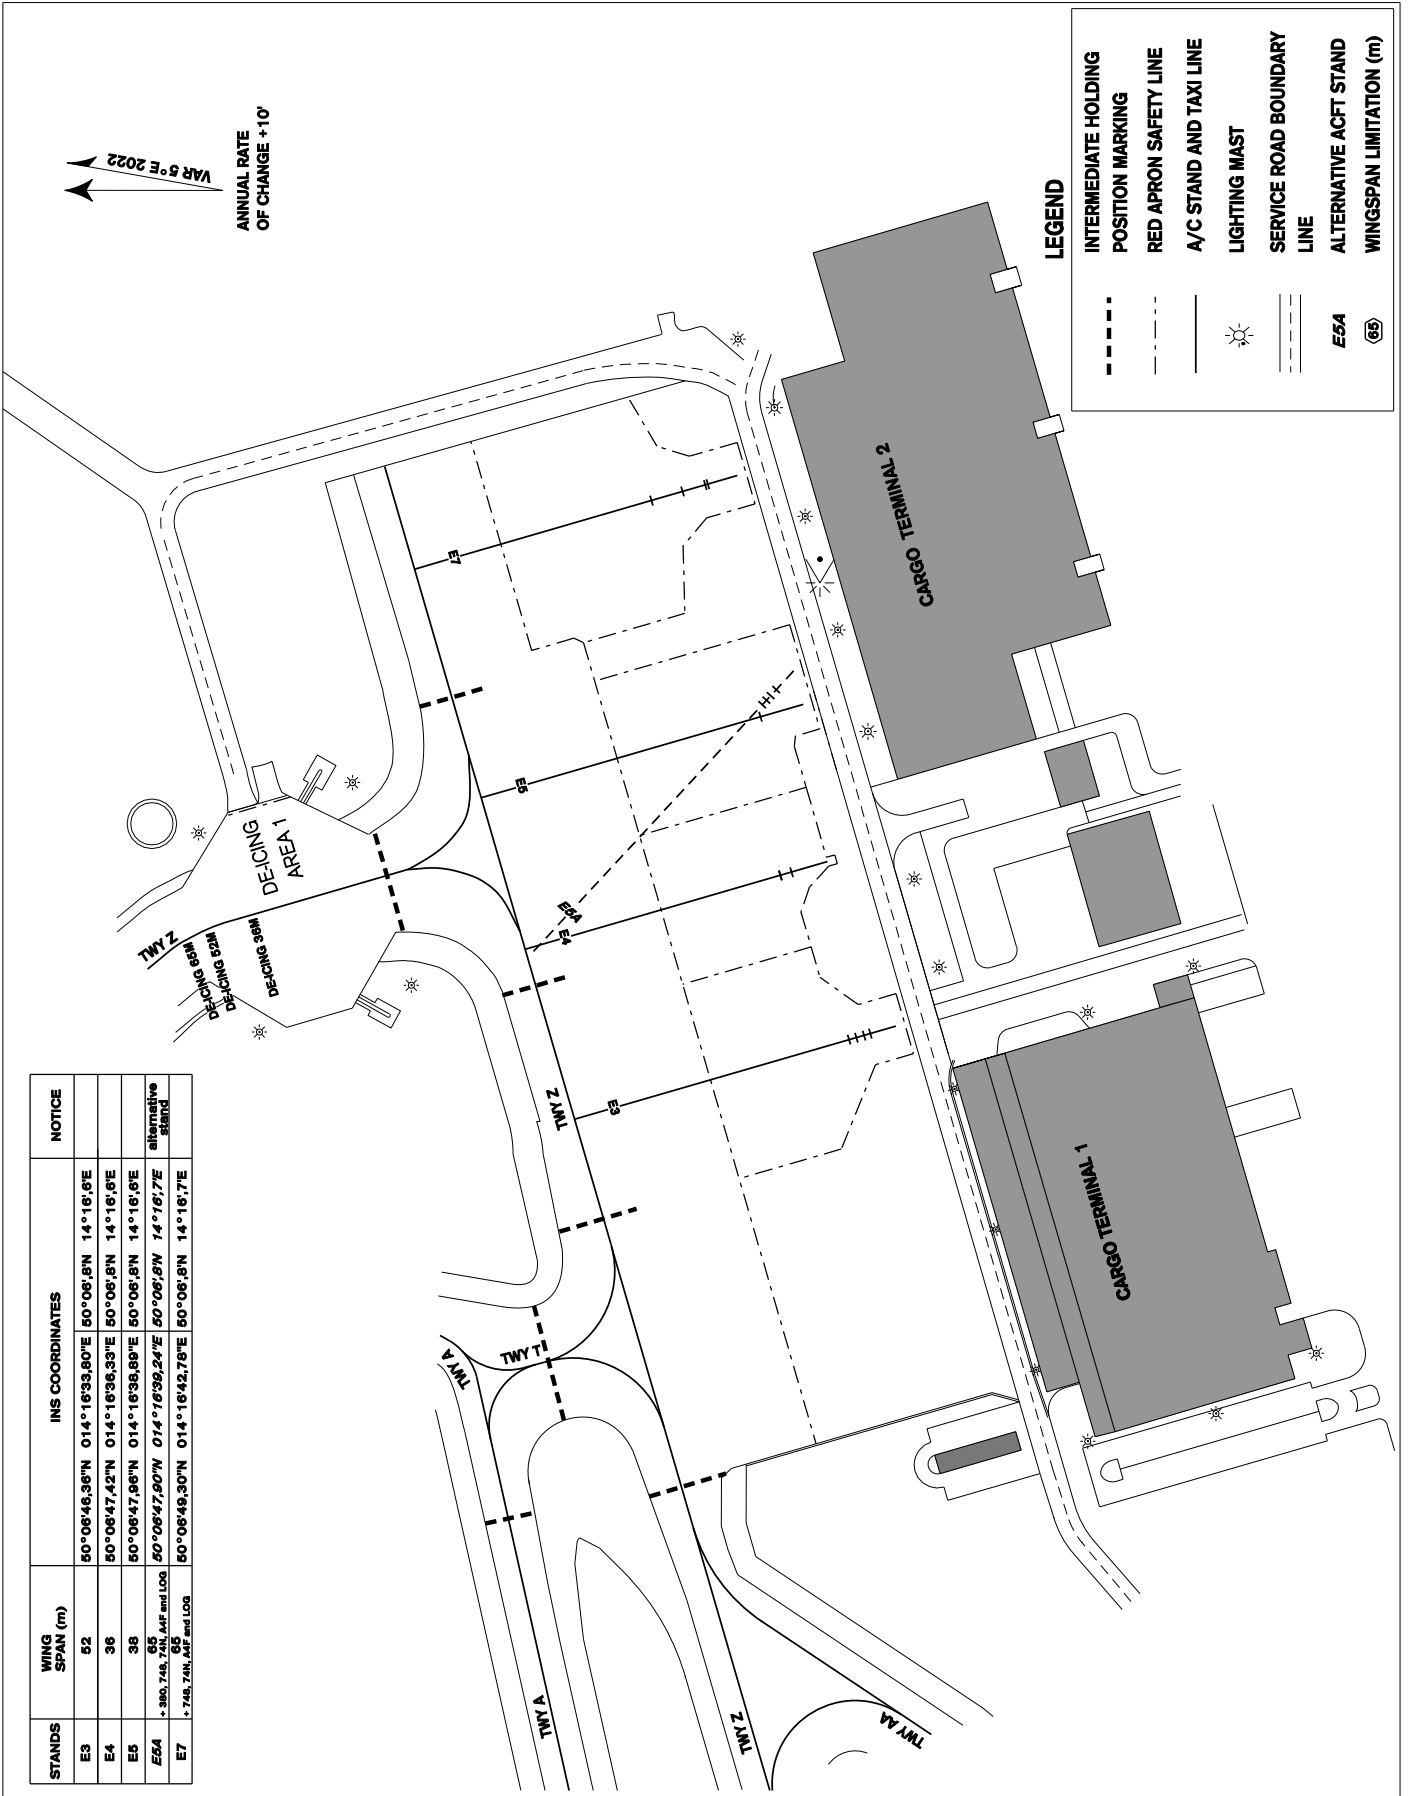 STANDS WING SPAN (m) INS COORDINATES NOTICE
E3 52 50°06'46,36"N 014°16'33,80"E 50°06',8'N 14°16',6'E
E4 36 50°06'47,42"N 014°16'36,33"E 50°06',8'N 14°16',6'E
E5 38 50°06'47,96"N 014°16'38,89"E 50°06',8'N 14°16',6'E
E5A 65 50°06'47,90"N 014°16'39,24"E 50°06',8'N 14°16',7'E alternative stand
+ 380, 748, 74N, A4F and LOG
E7 65 50°06'49,30"N 014°16'42,78"E 50°06',8'N 14°16',7'E
+ 748, 74N, A4F and LOG
VAR 5° E 2022
ANNUAL RATE
OF CHANGE +10'
TWY Z
DE-ICING 65M
DE-ICING 52M
DE-ICING 36M
DE-ICING
AREA 1
E7
E5
E5A
E4
E3
TWY Z
TWY T
TWY A
TWY A
TWY Z
TWY AA
CARGO TERMINAL 2
CARGO TERMINAL 1
LEGEND
INTERMEDIATE HOLDING
POSITION MARKING
RED APRON SAFETY LINE
A/C STAND AND TAXI LINE
LIGHTING MAST
SERVICE ROAD BOUNDARY
LINE
E5A ALTERNATIVE ACFT STAND
65 WINGSPAN LIMITATION (m)